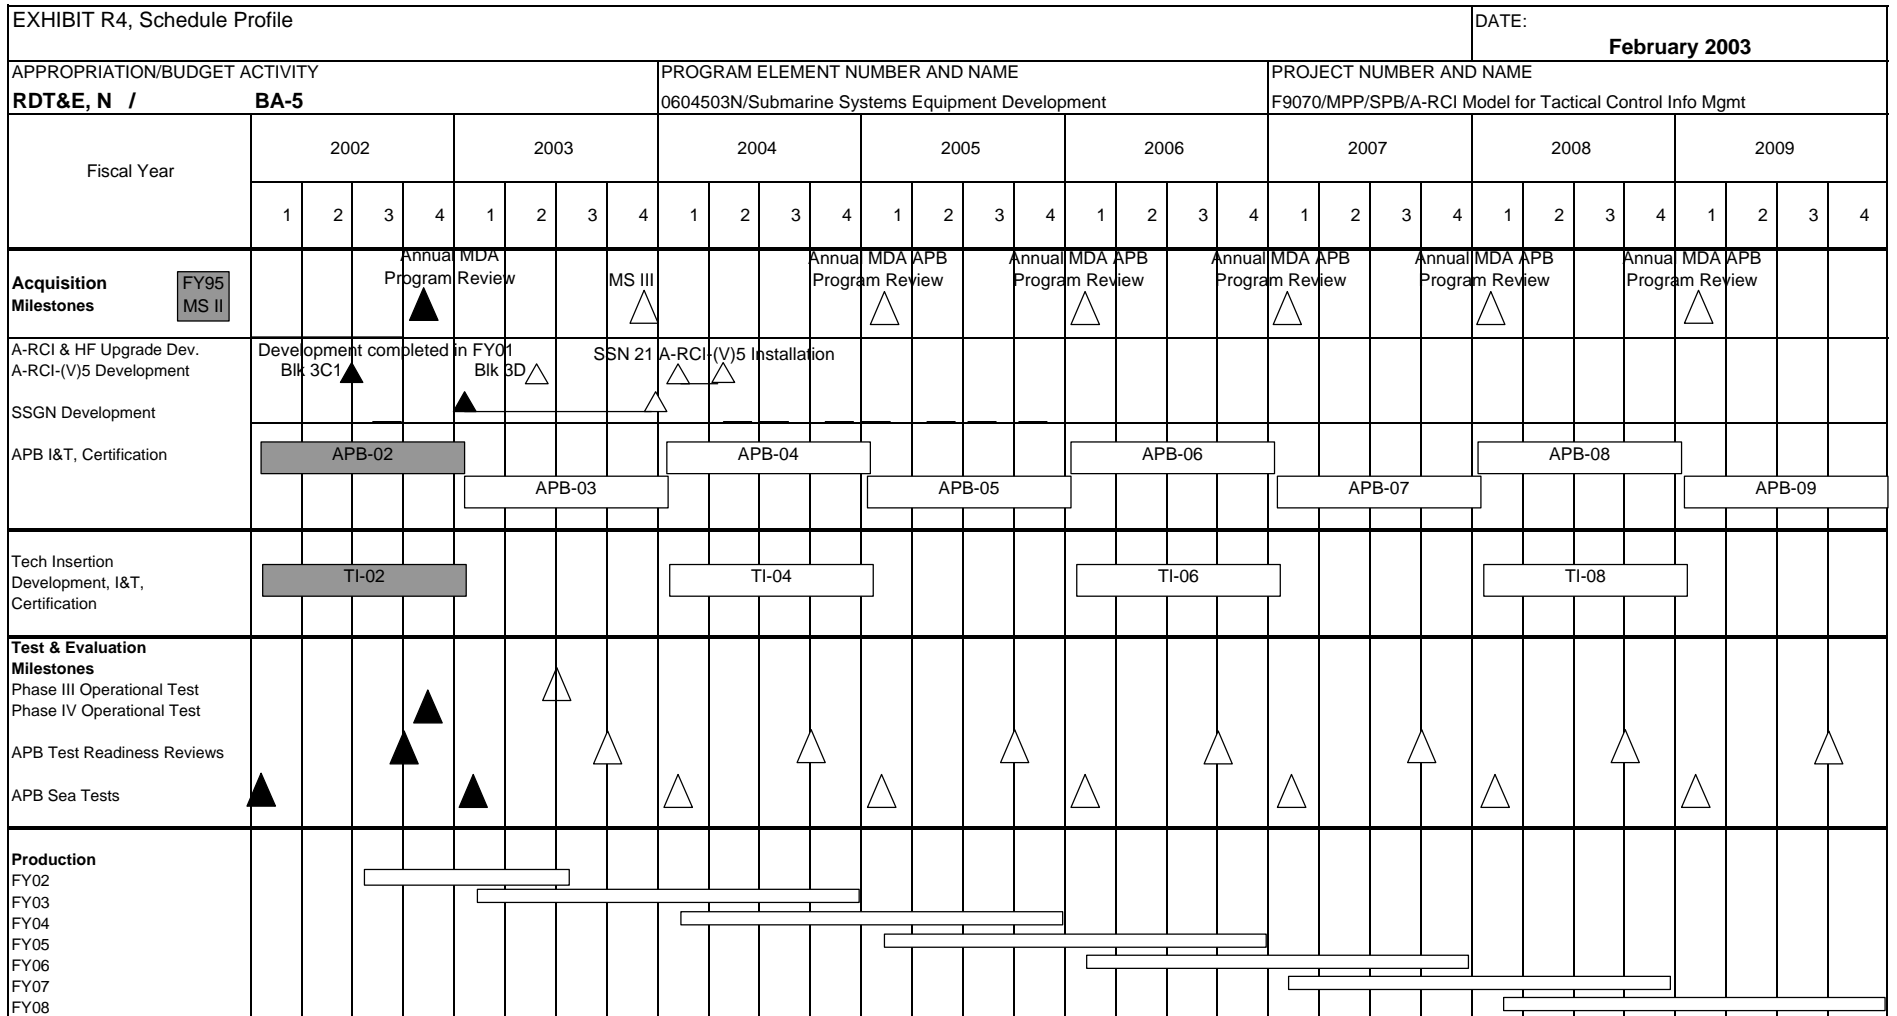 EXHIBIT R4, Schedule Profile
DATE:
February 2003
APPROPRIATION/BUDGET ACTIVITY
PROGRAM ELEMENT NUMBER AND NAME
PROJECT NUMBER AND NAME
RDT&E, N / BA-5
0604503N/Submarine Systems Equipment Development
F9070/MPP/SPB/A-RCI Model for Tactical Control Info Mgmt
Fiscal Year
2002 2003 2004 2005 2006 2007 2008 2009
1 2 3 4 1 2 3 4 1 2 3 4 1 2 3 4 1 2 3 4 1 2 3 4 1 2 3 4 1 2 3 4
Acquisition
Milestones
FY95
MS II
Annual MDA
Program Review
MS III
Annual MDA APB
Program Review
Annual MDA APB
Program Review
Annual MDA APB
Program Review
Annual MDA APB
Program Review
Annual MDA APB
Program Review
A-RCI & HF Upgrade Dev.
A-RCI-(V)5 Development
Development completed in FY01
Blk 3C1
Blk 3D
SSN 21 A-RCI-(V)5 Installation
SSGN Development
APB I&T, Certification
APB-02 APB-04 APB-06 APB-08
APB-03 APB-05 APB-07 APB-09
Tech Insertion
Development, I&T,
Certification
TI-02 TI-04 TI-06 TI-08
Test & Evaluation
Milestones
Phase III Operational Test
Phase IV Operational Test
APB Test Readiness Reviews
APB Sea Tests
Production
FY02
FY03
FY04
FY05
FY06
FY07
FY08